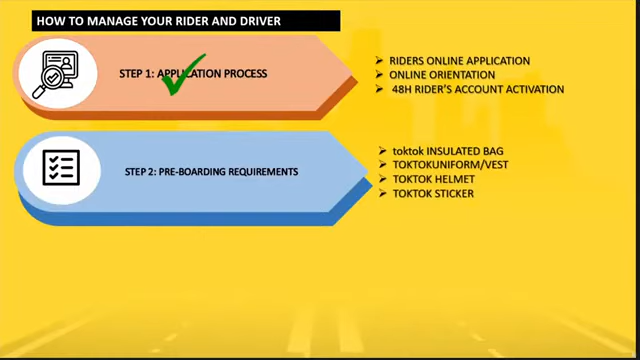 HOW TO MANAGE YOUR RIDER AND DRIVER
STEP 1: APPLICATION PROCESS
RIDERS ONLINE APPLICATION
ONLINE ORIENTATION
48H RIDER'S ACCOUNT ACTIVATION
STEP 2: PRE-BOARDING REQUIREMENTS
toktok INSULATED BAG
TOKTOKUNIFORM/VEST
TOKTOK HELMET
TOKTOK STICKER